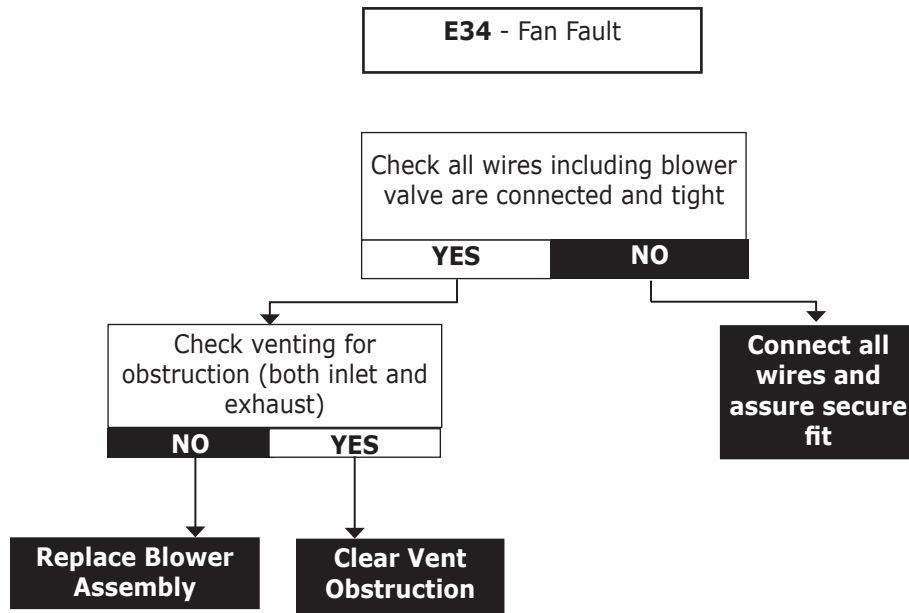 E34 - Fan Fault
Check all wires including blower
valve are connected and tight
YES
NO
Check venting for
obstruction (both inlet and
exhaust)
NO
YES
Connect all
wires and
assure secure
fit
Replace Blower
Assembly
Clear Vent
Obstruction